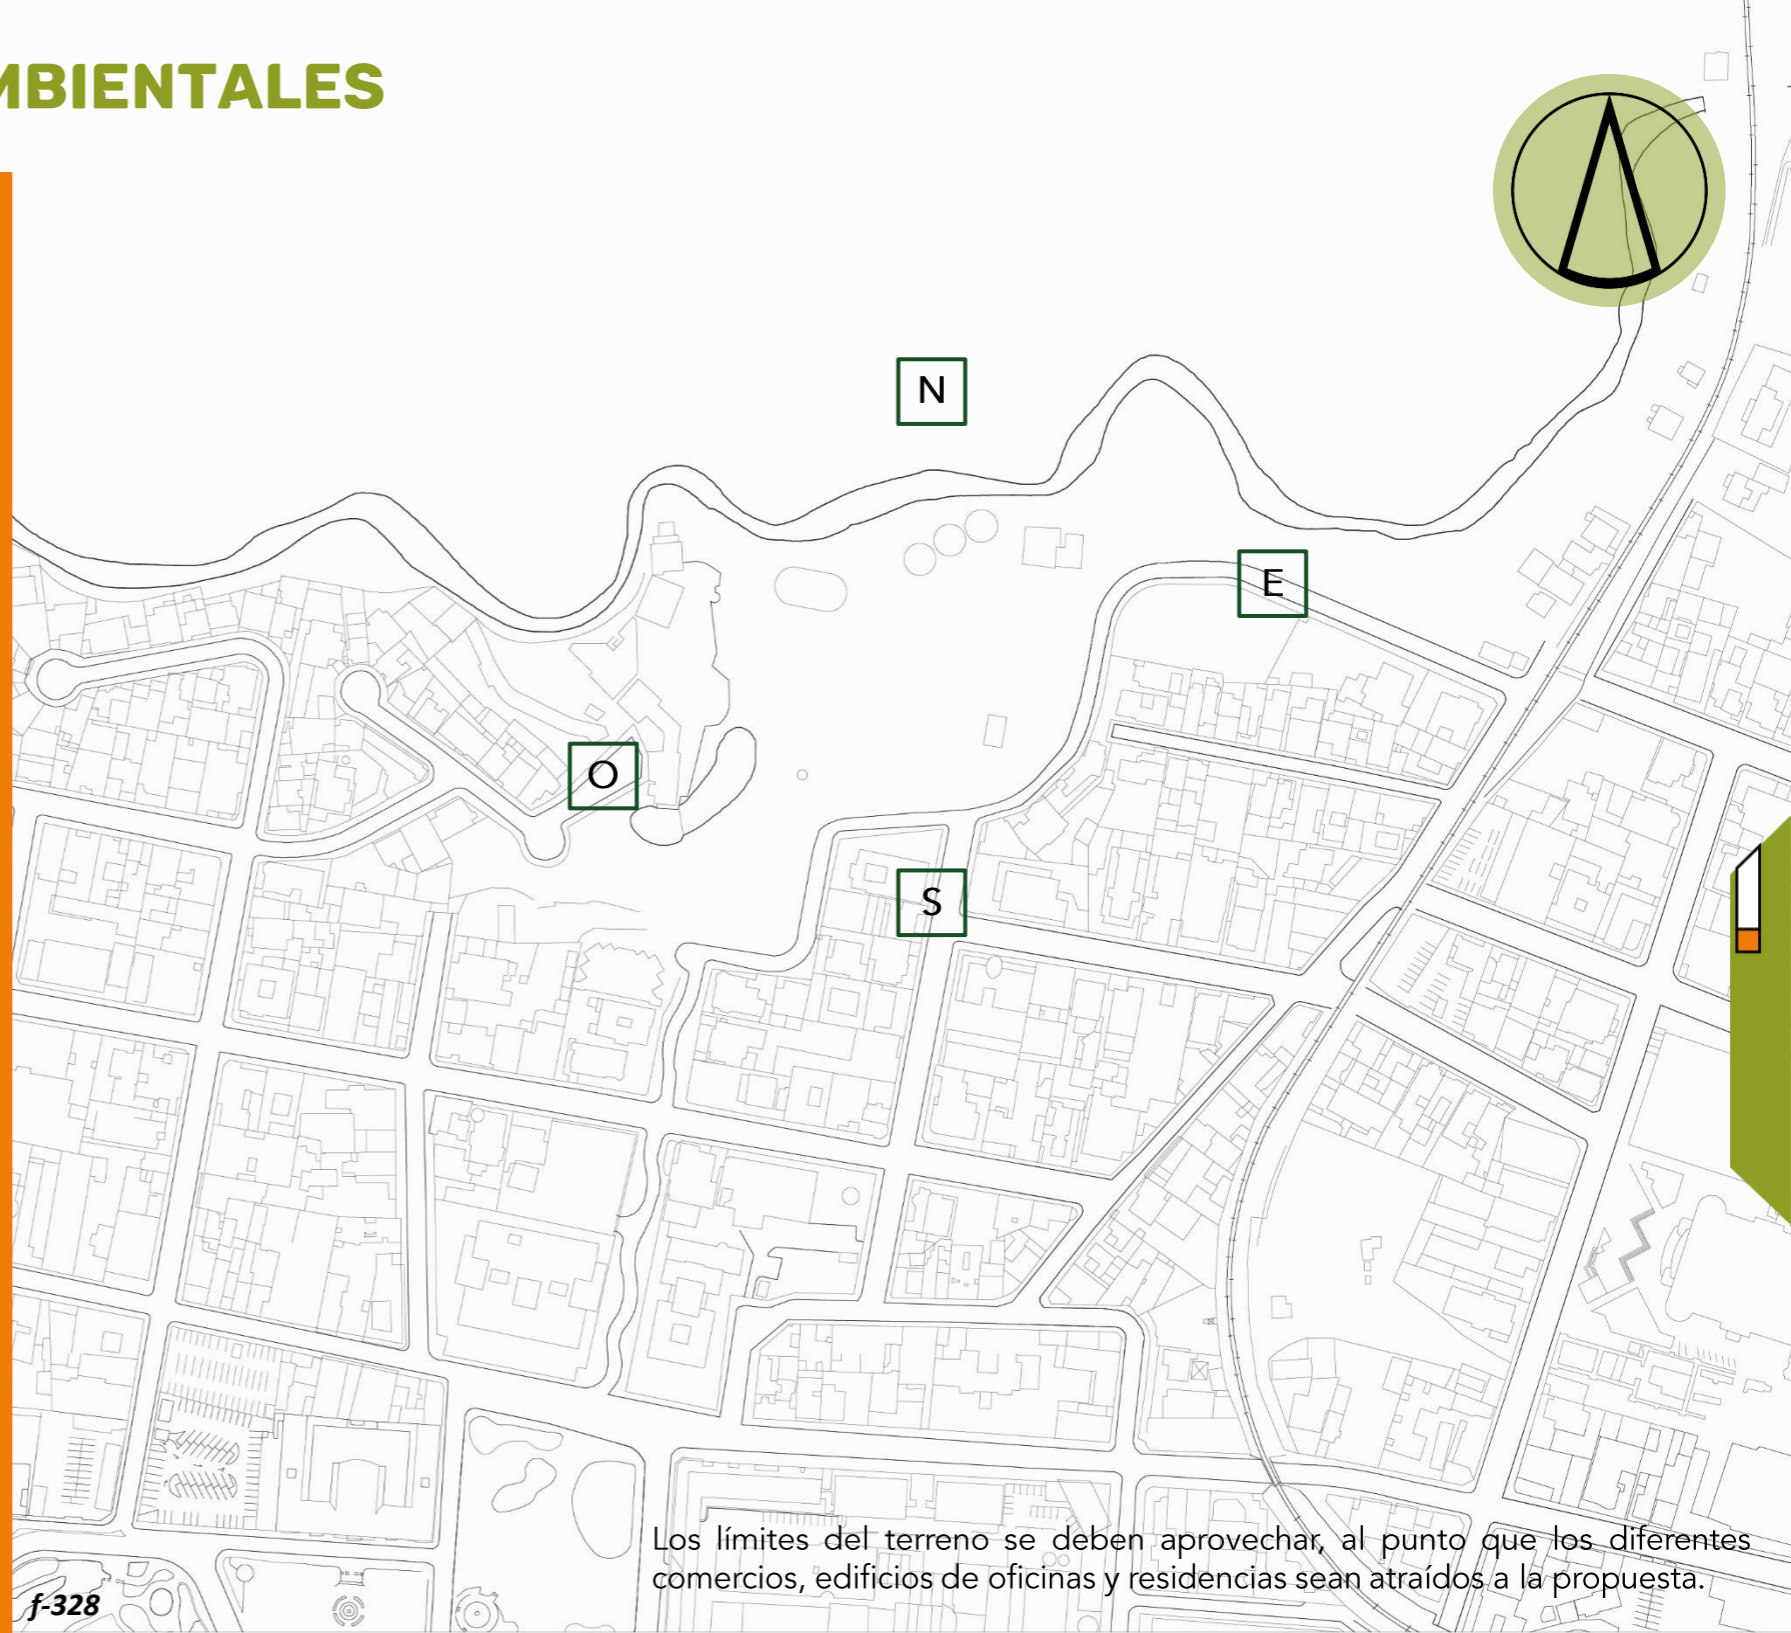 MBIENTALES
N
E
O
S
Los límites del terreno se deben aprovechar, al punto que los diferentes
comercios, edificios de oficinas y residencias sean atraídos a la propuesta.
f-328